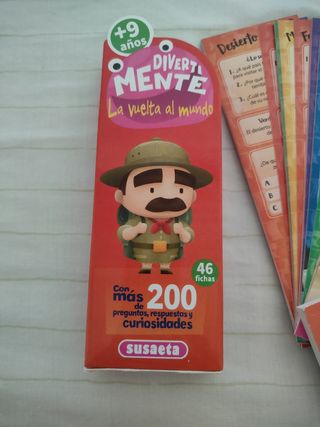 +9
años
DIVERTI
MENTE
La vuelta al mundo
46
fichas
Con
más
de
200
preguntas, respuestas y
curiosidades
susaeta
Desierto
A
B
C